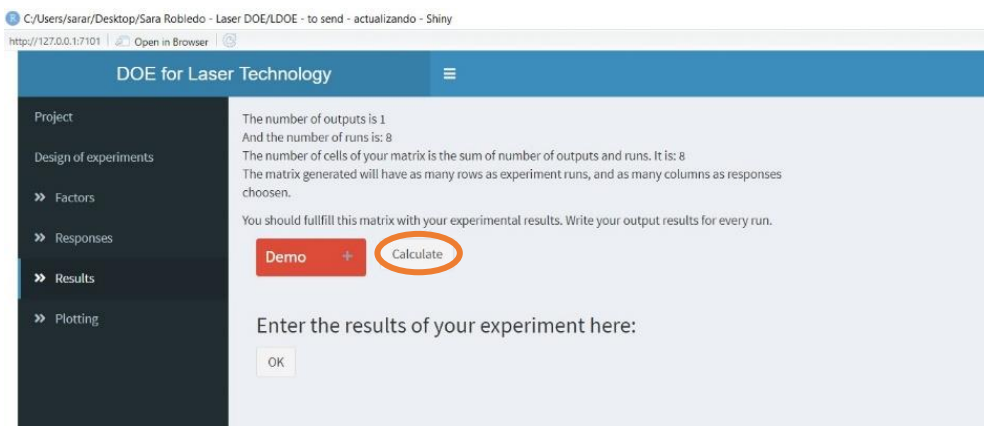 C:/Users/sarar/Desktop/Sara Robledo - Laser DOE/LDOE - to send - actualizando - Shiny
http://127.0.0.1:7101 Open in Browser
DOE for Laser Technology
Project
Design of experiments
Factors
Responses
Results
Plotting
The number of outputs is 1
And the number of runs is: 8
The number of cells of your matrix is the sum of number of outputs and runs. It is: 8
The matrix generated will have as many rows as experiment runs, and as many columns as responses
choosen.
You should fullfill this matrix with your experimental results. Write your output results for every run.
Demo + Calculate
Enter the results of your experiment here:
OK